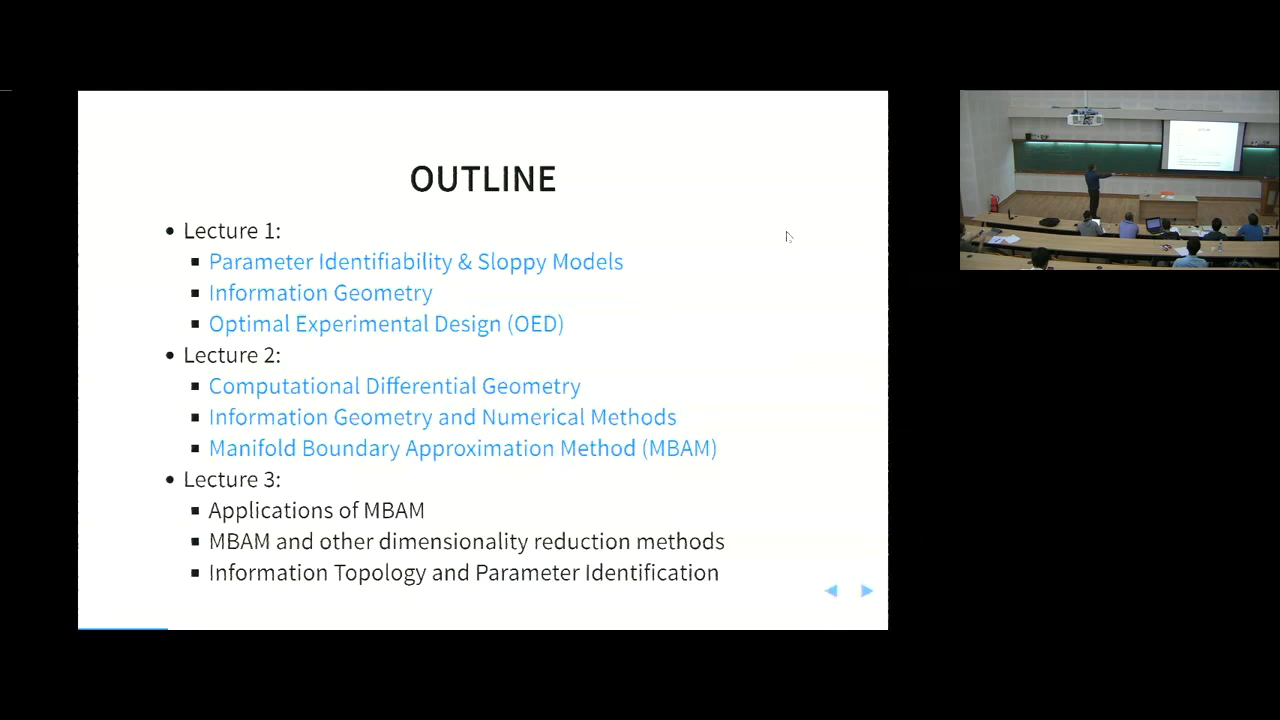 OUTLINE
Lecture 1:
Parameter Identifiability & Sloppy Models
Information Geometry
Optimal Experimental Design (OED)
Lecture 2:
Computational Differential Geometry
Information Geometry and Numerical Methods
Manifold Boundary Approximation Method (MBAM)
Lecture 3:
Applications of MBAM
MBAM and other dimensionality reduction methods
Information Topology and Parameter Identification